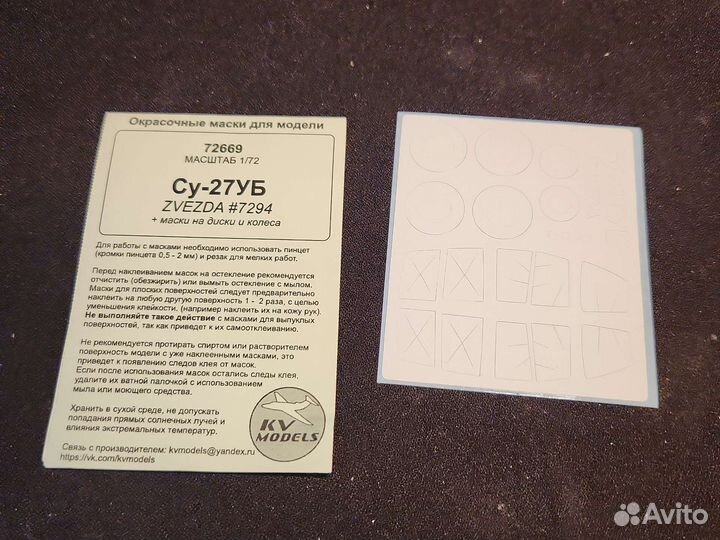 Окрасочные маски для модели
72669
МАСШТАБ 1/72
Су-27УБ
ZVEZDA #7294
+ маски на диски и колеса
Для работы с масками необходимо использовать пинцет
(кромки пинцета 0,5 - 2 мм) и резак для мелких работ.
Перед наклеиванием масок на остекление рекомендуется
отчистить (обезжирить) или вымыть остекление с мылом.
Маски для плоских поверхностей следует предварительно
наклеить на любую другую поверхность 1 - 2 раза, с целью
уменьшения клейкости. (например наклеить их на кожу рук).
Не выполняйте такое действие с масками для выпуклых
поверхностей, так как приведет к их самоотклеиванию.
Не рекомендуется протирать спиртом или растворителем
поверхность модели с уже наклеенными масками, это
приведет к появлению следов клея от масок.
Если после использования масок остались следы клея,
удалите их ватной палочкой с использованием
мыла или моющего средства.
Хранить в сухой среде, не допускать
попадания прямых солнечных лучей и
влияния экстремальных температур.
KV
MODELS
Связь с производителем: kvmodels@yandex.ru
https://vk.com/kvmodels
Avito